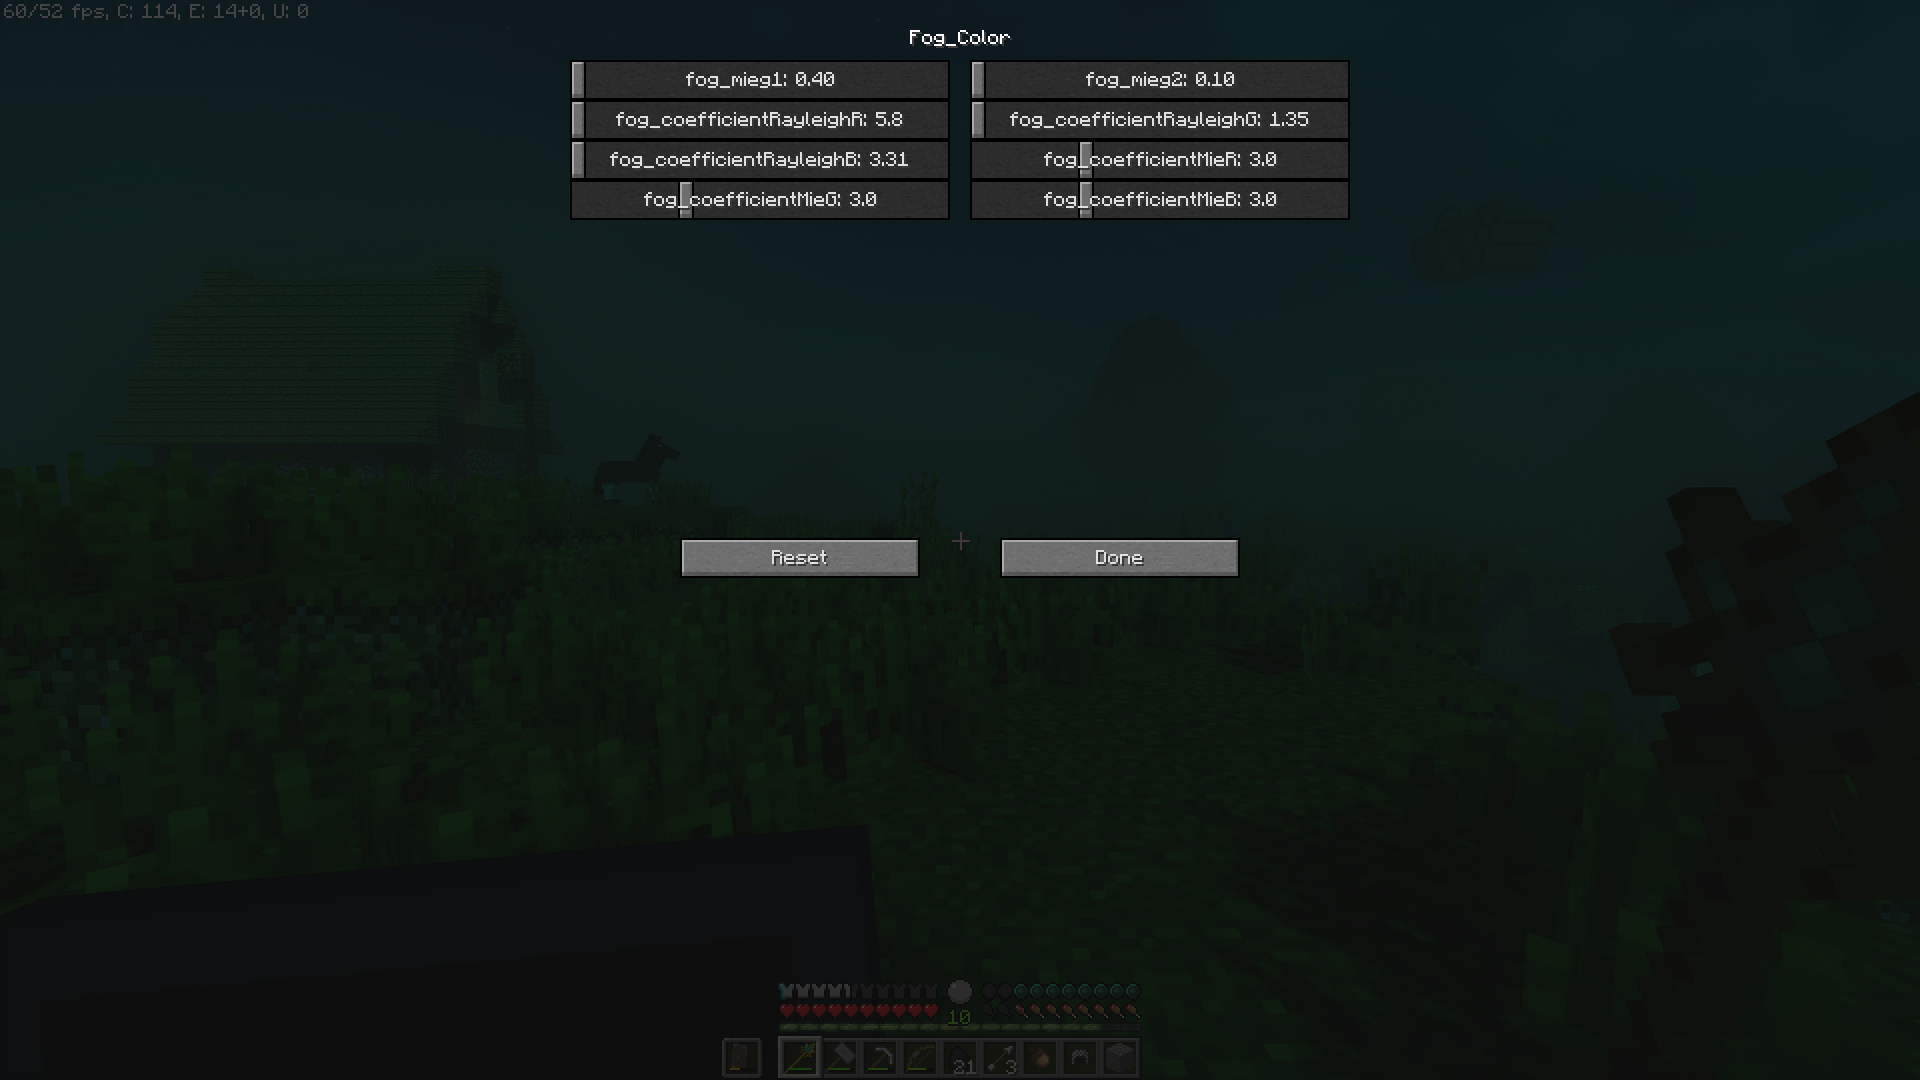 60/52 fps, C: 114, E: 14+0, U: 0
Fog_Color
fog_mieg1: 0.40
fog_mieg2: 0.10
fog_coefficientRayleighR: 5.8
fog_coefficientRayleighG: 1.35
fog_coefficientRayleighB: 3.31
fog_coefficientMieR: 3.0
fog_coefficientMieG: 3.0
fog_coefficientMieB: 3.0
Reset
Done
10
21
3